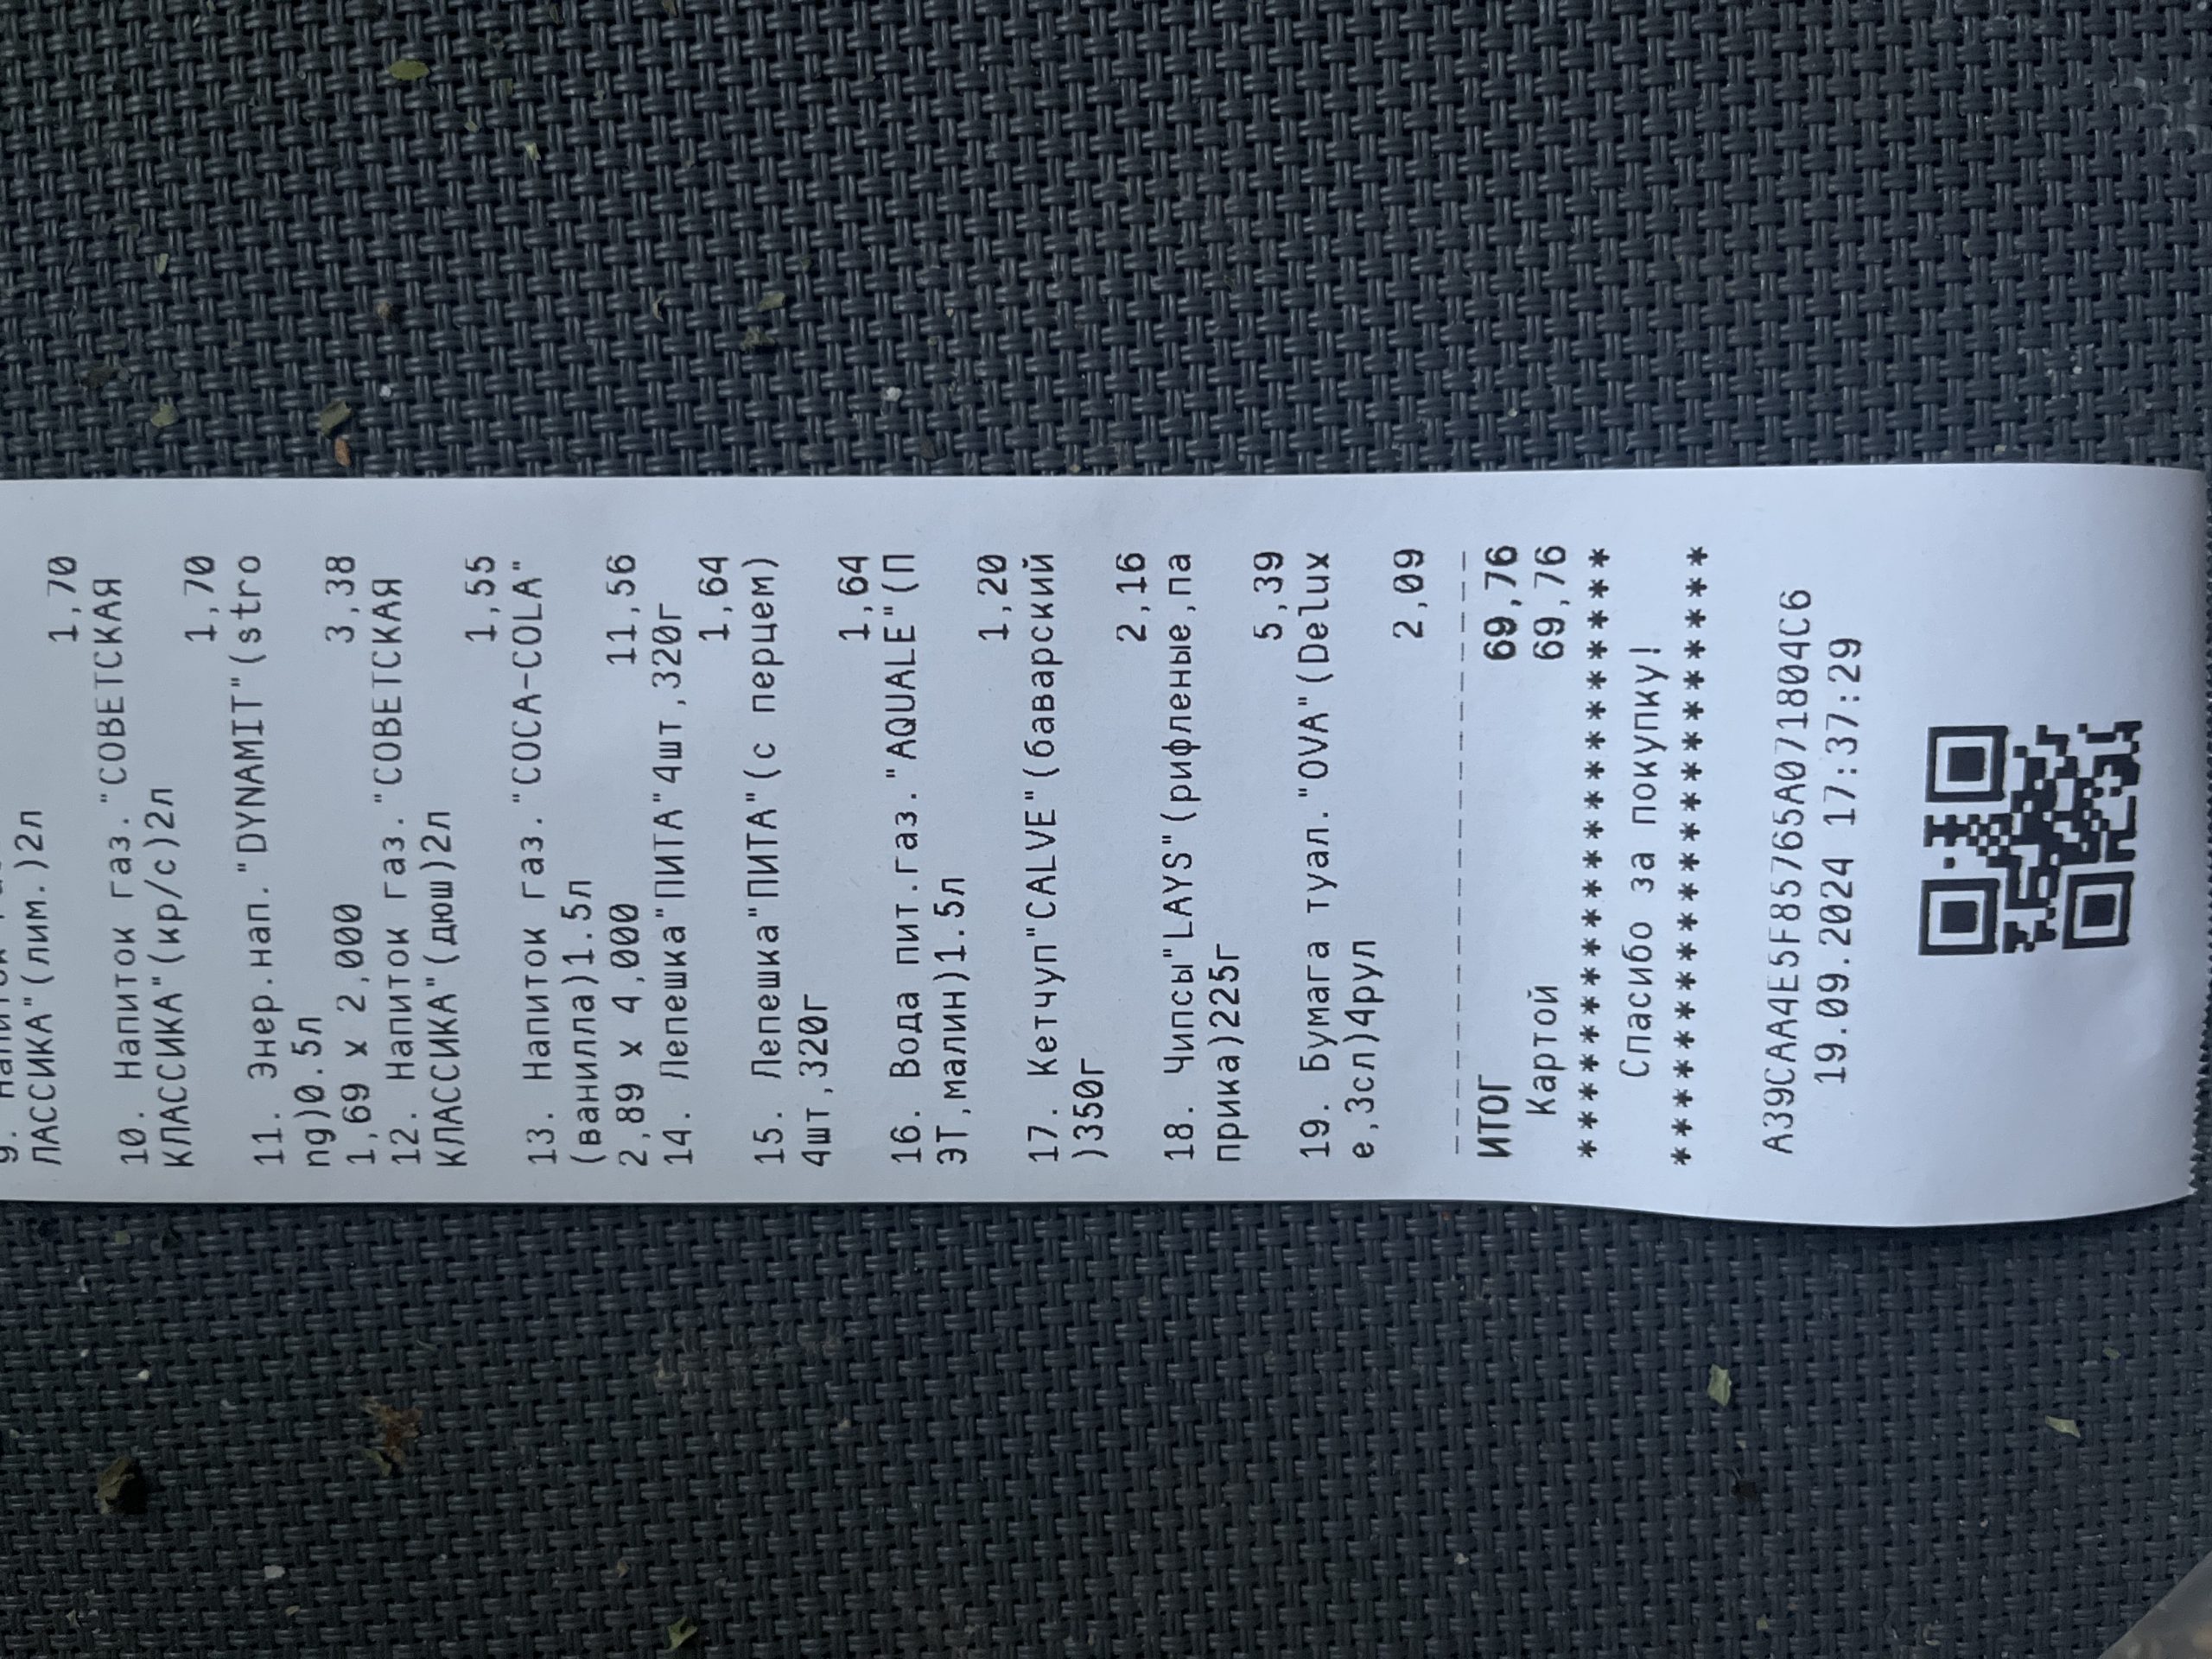 9.
ЛАССИКА"(лим.)2л
1,70
10. Напиток газ."СОВЕТСКАЯ
КЛАССИКА"(кр/с)2л
1,70
11. Энер.нап."DYNAMIT"(stro
ng)0.5л
1,69 x 2,000 3,38
12. Напиток газ."СОВЕТСКАЯ
КЛАССИКА"(дюш)2л
1,55
13. Напиток газ."COCA-COLA"
(ванилла)1.5л
2,89 x 4,000 11,56
14. Лепешка"ПИТА"4шт,320г
1,64
15. Лепешка"ПИТА"(с перцем)
4шт,320г
1,64
16. Вода пит.газ."AQUALE"(П
ЭТ,малин)1.5л
1,20
17. Кетчуп"CALVE"(баварский
)350г
2,16
18. Чипсы"LAYS"(рифленые,па
прика)225г
5,39
19. Бумага туал."OVA"(Delux
e,3сл)4рул
2,09
ИТОГ 69,76
Картой 69,76
***************************
Спасибо за покупку!
***************************
A39CAA4E5F85765A071804C6
19.09.2024 17:37:29